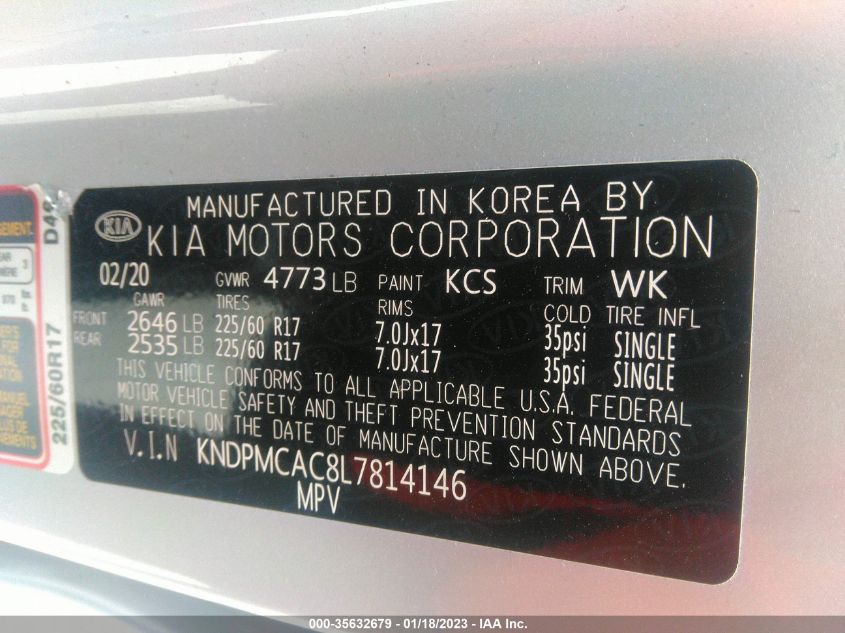 MANUFACTURED IN KOREA BY
KIA
KIA MOTORS CORPORATION
02/20 GVWR 4773 LB PAINT KCS TRIM WK
GAWR TIRES RIMS COLD TIRE INFL
FRONT 2646 LB 225/60 R17 7.0Jx17 35psi SINGLE
REAR 2535 LB 225/60 R17 7.0Jx17 35psi SINGLE
THIS VEHICLE CONFORMS TO ALL APPLICABLE U.S.A. FEDERAL
MOTOR VEHICLE SAFETY AND THEFT PREVENTION STANDARDS
IN EFFECT ON THE DATE OF MANUFACTURE SHOWN ABOVE.
V.I.N KNDPMCAC8L7814146
MPV
225/60R17
000-35632679 - 01/18/2023 - IAA Inc.